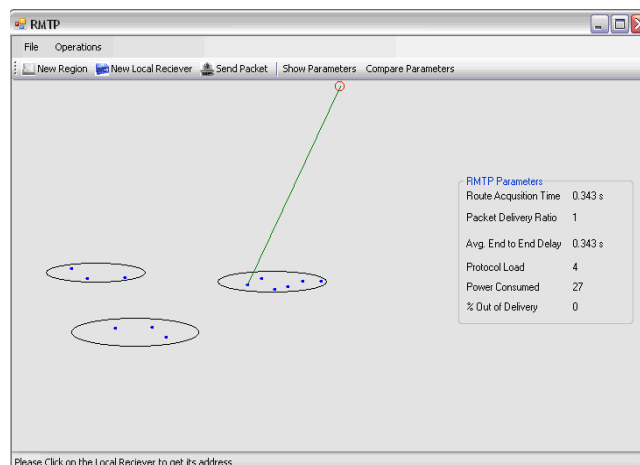 RMTP
File Operations
New Region New Local Reciever Send Packet Show Parameters Compare Parameters
RMTP Parameters
Route Acqusition Time 0.343 s
Packet Delivery Ratio 1
Avg. End to End Delay 0.343 s
Protocol Load 4
Power Consumed 27
% Out of Delivery 0
Please Click on the Local Reciever to get its address